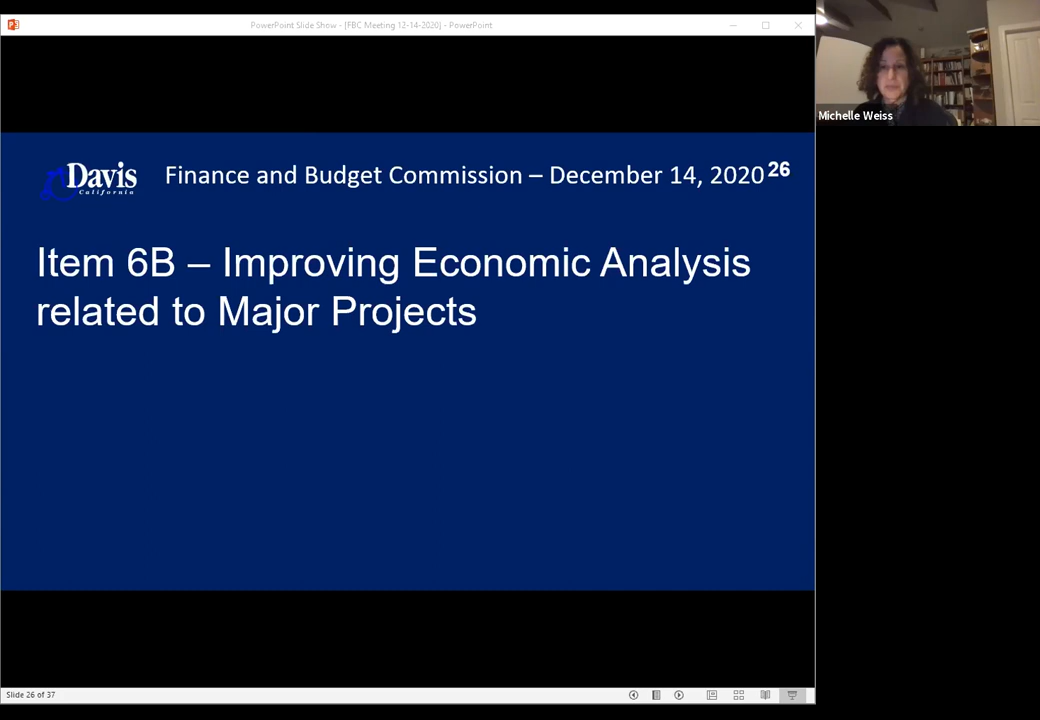 PowerPoint Slide Show - [FBC Meeting 12-14-2020] - PowerPoint
Michelle Weiss
Davis
California
Finance and Budget Commission – December 14, 2020
26
Item 6B – Improving Economic Analysis
related to Major Projects
Slide 26 of 37